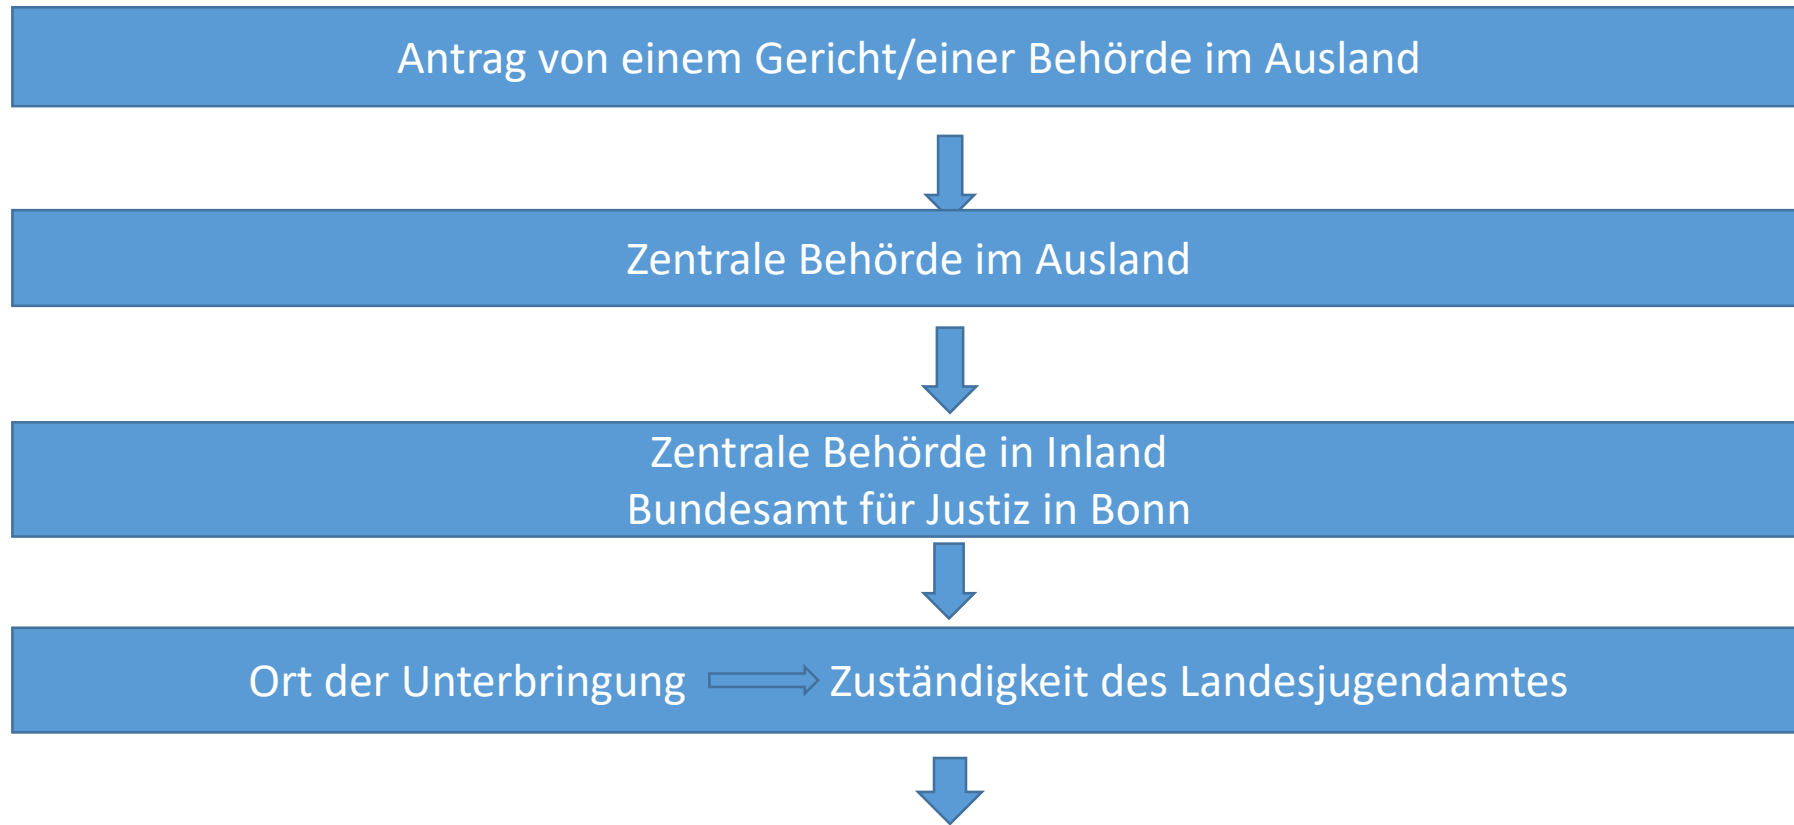 Antrag von einem Gericht/einer Behörde im Ausland
Zentrale Behörde im Ausland
Zentrale Behörde in Inland
Bundesamt für Justiz in Bonn
Ort der Unterbringung Zuständigkeit des Landesjugendamtes